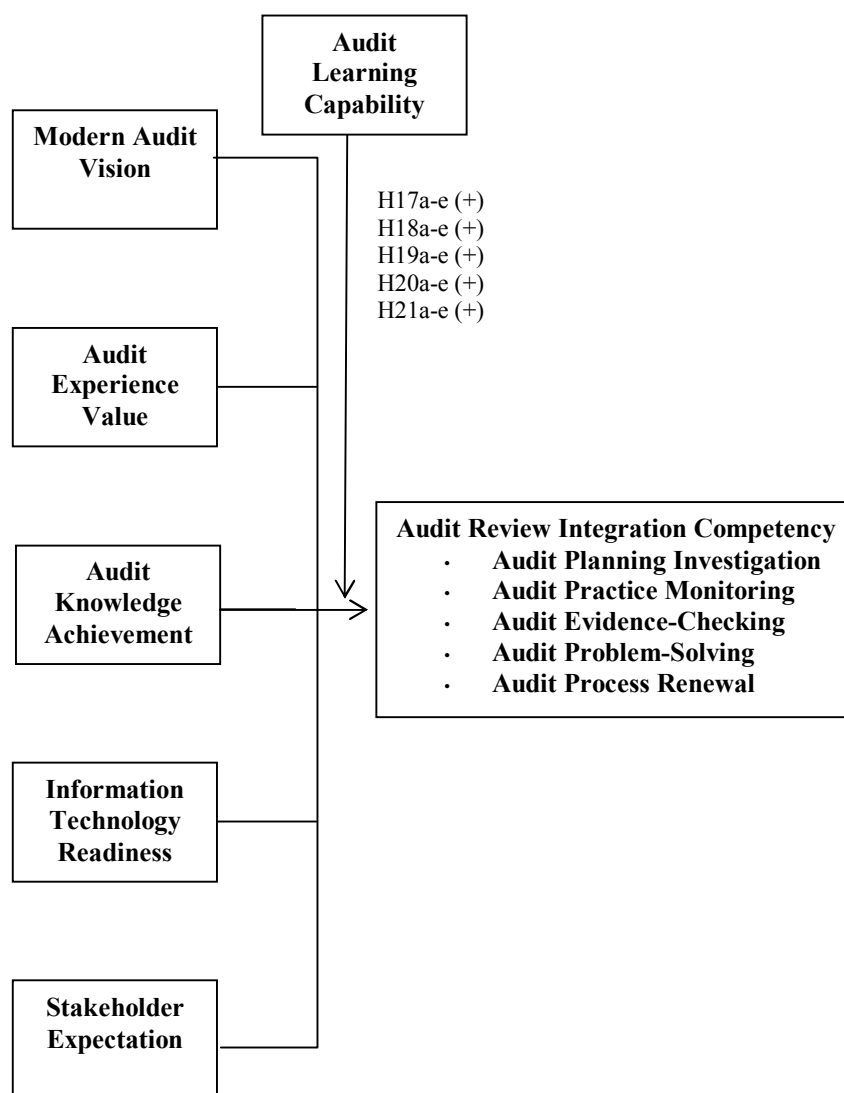 Audit
Learning
Capability
Modern Audit
Vision
H17a-e (+)
H18a-e (+)
H19a-e (+)
H20a-e (+)
H21a-e (+)
Audit
Experience
Value
Audit
Knowledge
Achievement
Audit Review Integration Competency
· Audit Planning Investigation
· Audit Practice Monitoring
· Audit Evidence-Checking
· Audit Problem-Solving
· Audit Process Renewal
Information
Technology
Readiness
Stakeholder
Expectation